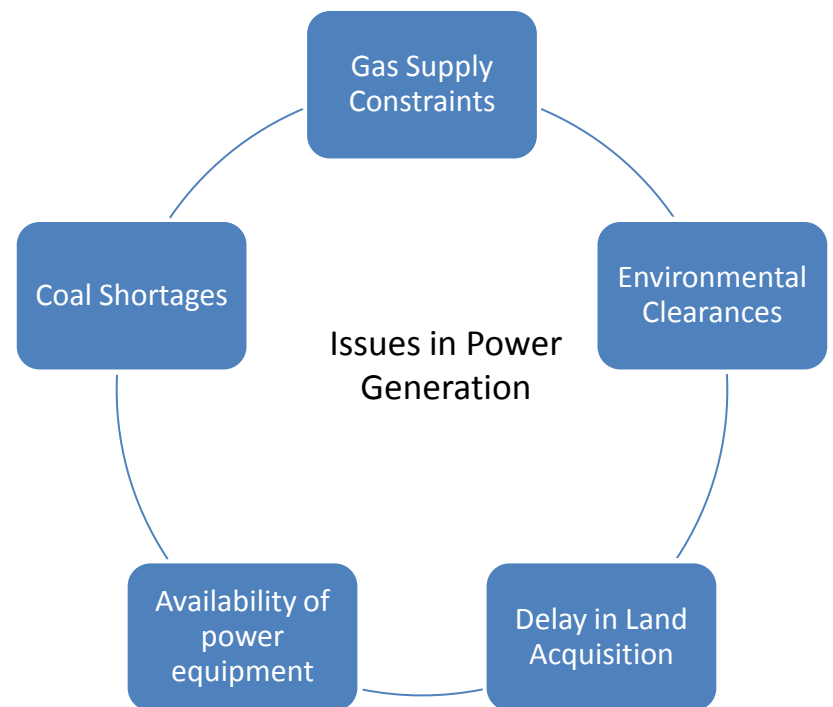 Gas Supply
Constraints
Environmental
Clearances
Coal Shortages
Issues in Power
Generation
Availability of
power
equipment
Delay in Land
Acquisition